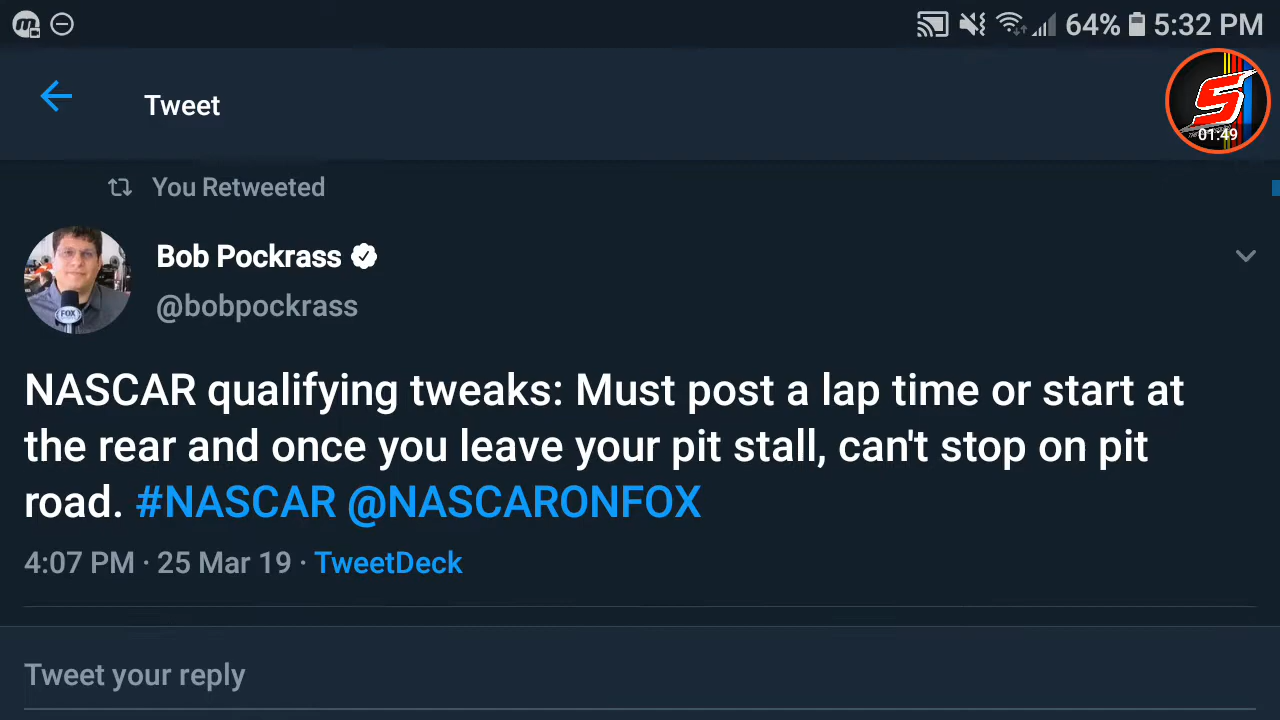 64% 5:32 PM
Tweet
01:49
You Retweeted
Bob Pockrass
@bobpockrass
FOX
NASCAR qualifying tweaks: Must post a lap time or start at
the rear and once you leave your pit stall, can't stop on pit
road. #NASCAR @NASCARONFOX
4:07 PM · 25 Mar 19 · TweetDeck
Tweet your reply